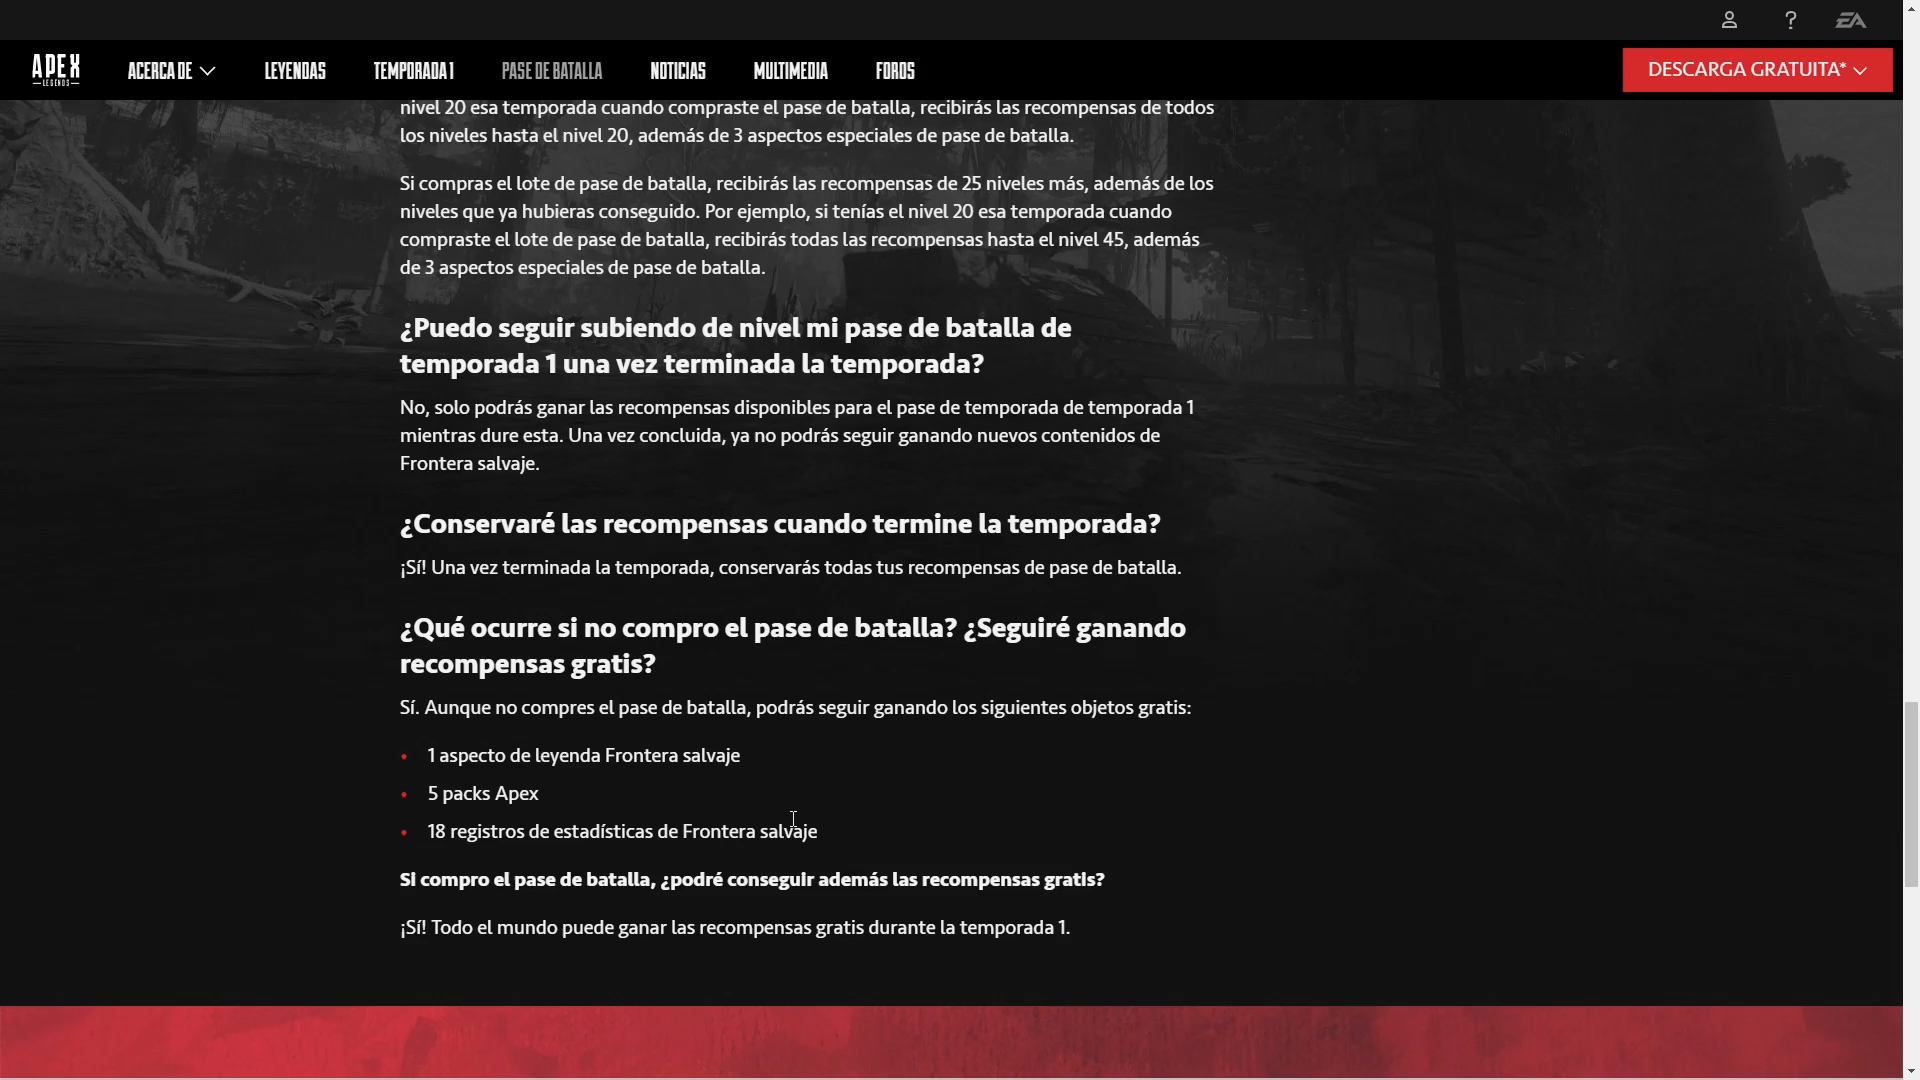 APEX
LEGENDS
ACERCA DE
LEYENDAS
TEMPORADA 1
PASE DE BATALLA
NOTICIAS
MULTIMEDIA
FOROS
?
EA
DESCARGA GRATUITA*
nivel 20 esa temporada cuando compraste el pase de batalla, recibirás las recompensas de todos
los niveles hasta el nivel 20, además de 3 aspectos especiales de pase de batalla.
Si compras el lote de pase de batalla, recibirás las recompensas de 25 niveles más, además de los
niveles que ya hubieras conseguido. Por ejemplo, si tenías el nivel 20 esa temporada cuando
compraste el lote de pase de batalla, recibirás todas las recompensas hasta el nivel 45, además
de 3 aspectos especiales de pase de batalla.
¿Puedo seguir subiendo de nivel mi pase de batalla de
temporada 1 una vez terminada la temporada?
No, solo podrás ganar las recompensas disponibles para el pase de temporada de temporada 1
mientras dure esta. Una vez concluida, ya no podrás seguir ganando nuevos contenidos de
Frontera salvaje.
¿Conservaré las recompensas cuando termine la temporada?
¡Sí! Una vez terminada la temporada, conservarás todas tus recompensas de pase de batalla.
¿Qué ocurre si no compro el pase de batalla? ¿Seguiré ganando
recompensas gratis?
Sí. Aunque no compres el pase de batalla, podrás seguir ganando los siguientes objetos gratis:
• 1 aspecto de leyenda Frontera salvaje
• 5 packs Apex
• 18 registros de estadísticas de Frontera salvaje
Si compro el pase de batalla, ¿podré conseguir además las recompensas gratis?
¡Sí! Todo el mundo puede ganar las recompensas gratis durante la temporada 1.